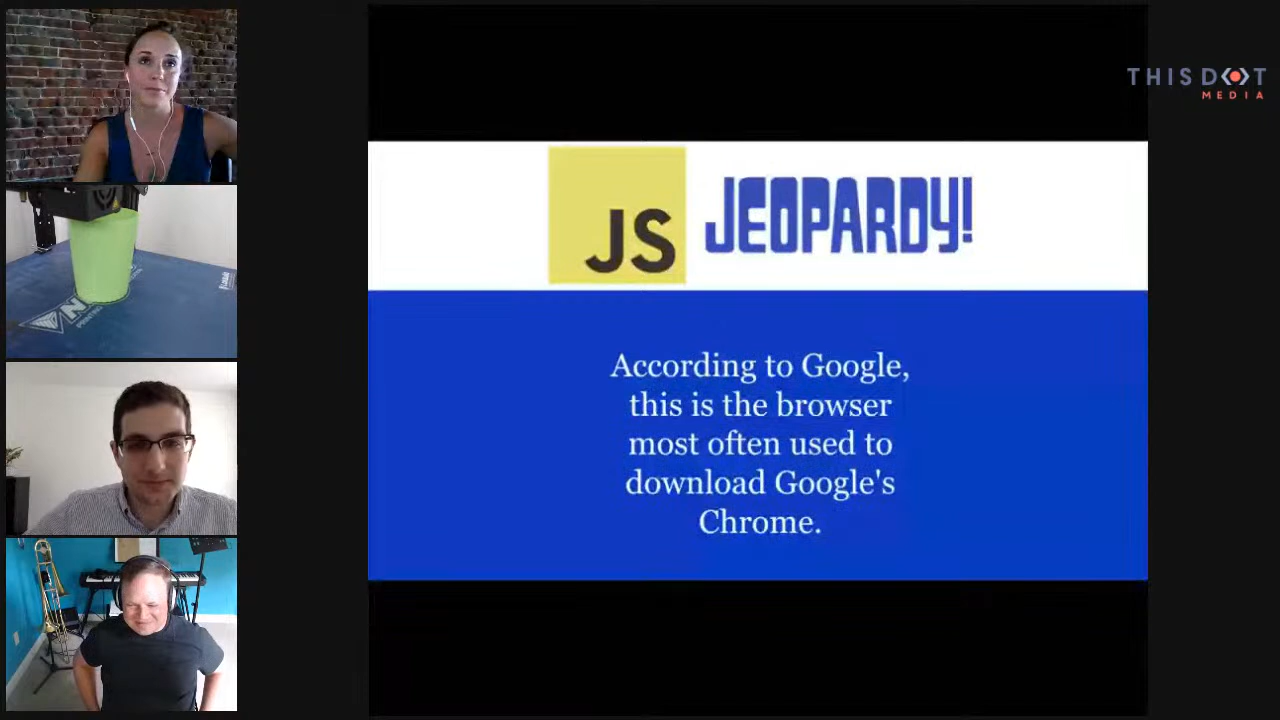 THIS DOT
MEDIA
JS JEOPARDY!
According to Google,
this is the browser
most often used to
download Google's
Chrome.